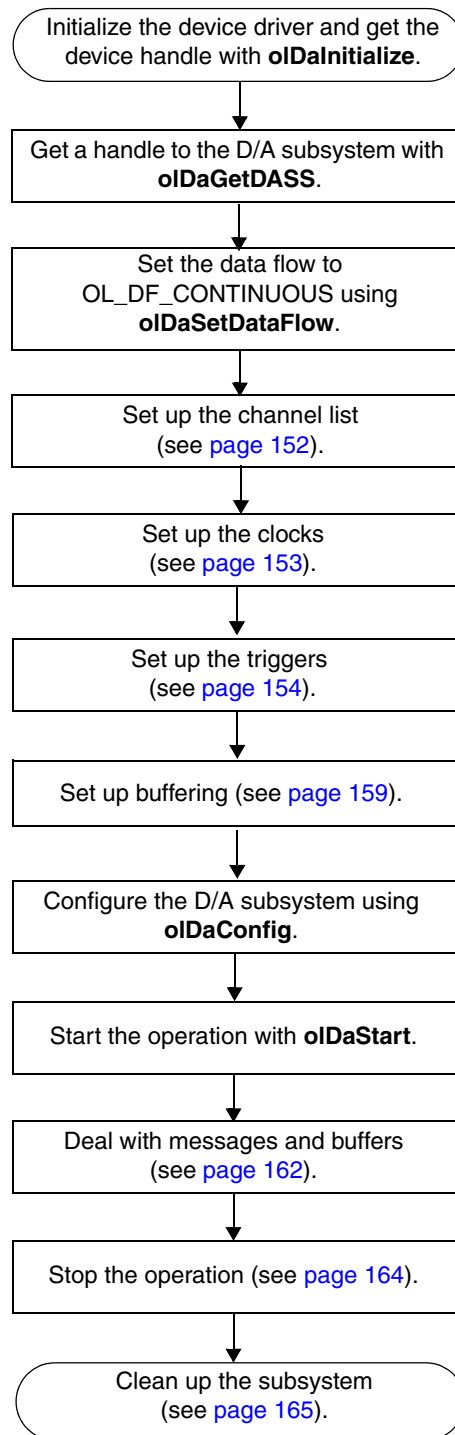 Initialize the device driver and get the
device handle with olDaInitialize.
Get a handle to the D/A subsystem with
olDaGetDASS.
Set the data flow to
OL_DF_CONTINUOUS using
olDaSetDataFlow.
Set up the channel list
(see page 152).
Set up the clocks
(see page 153).
Set up the triggers
(see page 154).
Set up buffering (see page 159).
Configure the D/A subsystem using
olDaConfig.
Start the operation with olDaStart.
Deal with messages and buffers
(see page 162).
Stop the operation (see page 164).
Clean up the subsystem
(see page 165).